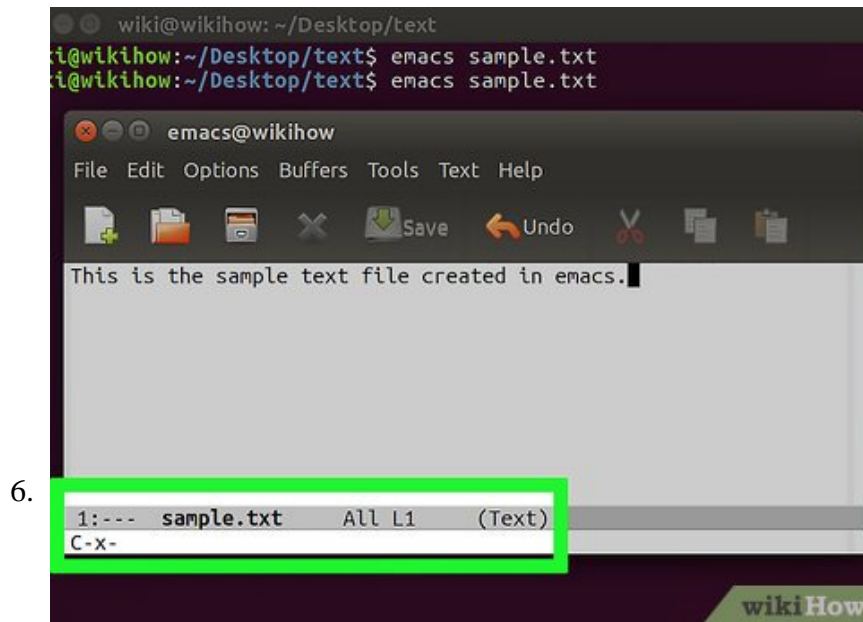 wiki@wikihow: ~/Desktop/text
ki@wikihow:~/Desktop/text$ emacs sample.txt
ki@wikihow:~/Desktop/text$ emacs sample.txt
emacs@wikihow
File Edit Options Buffers Tools Text Help
Save Undo
This is the sample text file created in emacs.
6.
1:--- sample.txt All L1 (Text)
C-x-
wikiHow